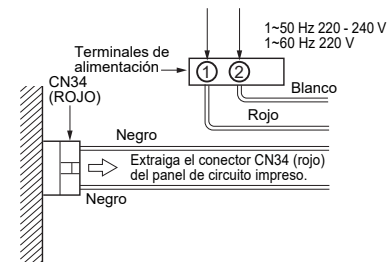 1~50 Hz 220 - 240 V
1~60 Hz 220 V
Terminales de
alimentación
1 2
CN34
(ROJO)
Blanco
Rojo
Negro
Extraiga el conector CN34 (rojo)
del panel de circuito impreso.
Negro